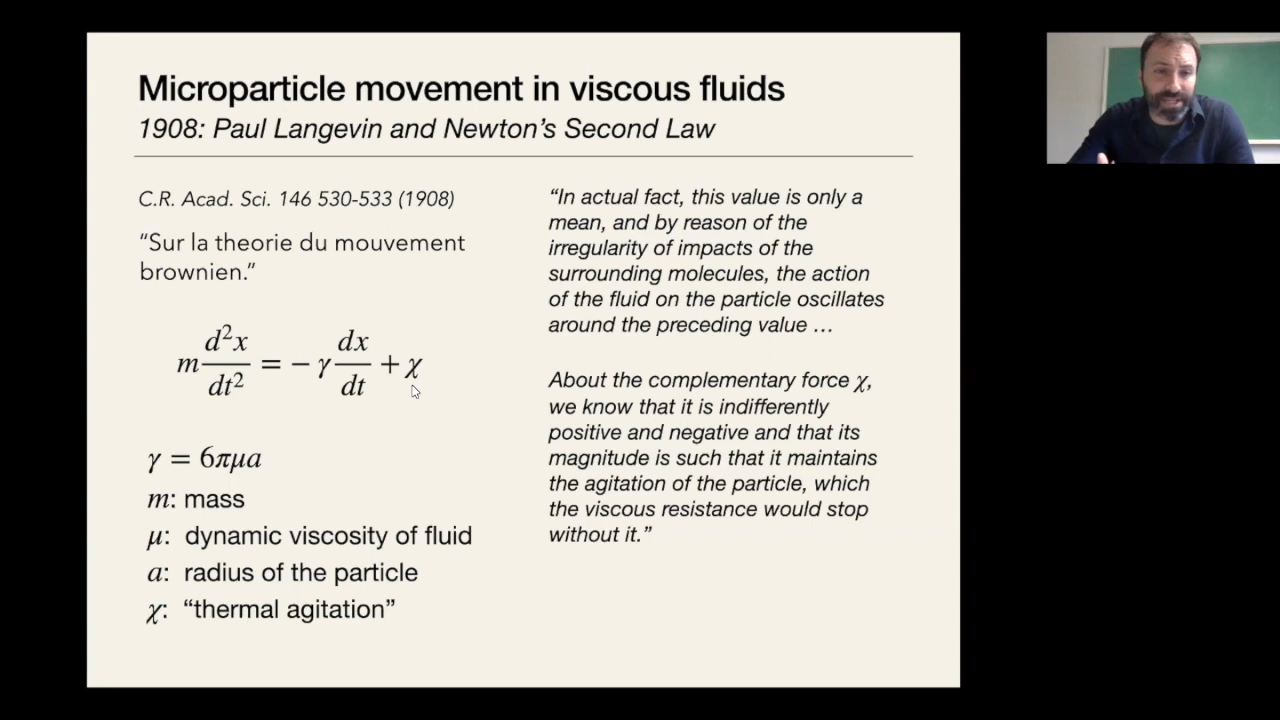 Microparticle movement in viscous fluids
1908: Paul Langevin and Newton's Second Law
C.R. Acad. Sci. 146 530-533 (1908)
“Sur la theorie du mouvement
brownien.”
m d²x/dt² = − γ dx/dt + χ
γ = 6πμa
m: mass
μ: dynamic viscosity of fluid
a: radius of the particle
χ: “thermal agitation”
“In actual fact, this value is only a
mean, and by reason of the
irregularity of impacts of the
surrounding molecules, the action
of the fluid on the particle oscillates
around the preceding value …
About the complementary force χ,
we know that it is indifferently
positive and negative and that its
magnitude is such that it maintains
the agitation of the particle, which
the viscous resistance would stop
without it.”